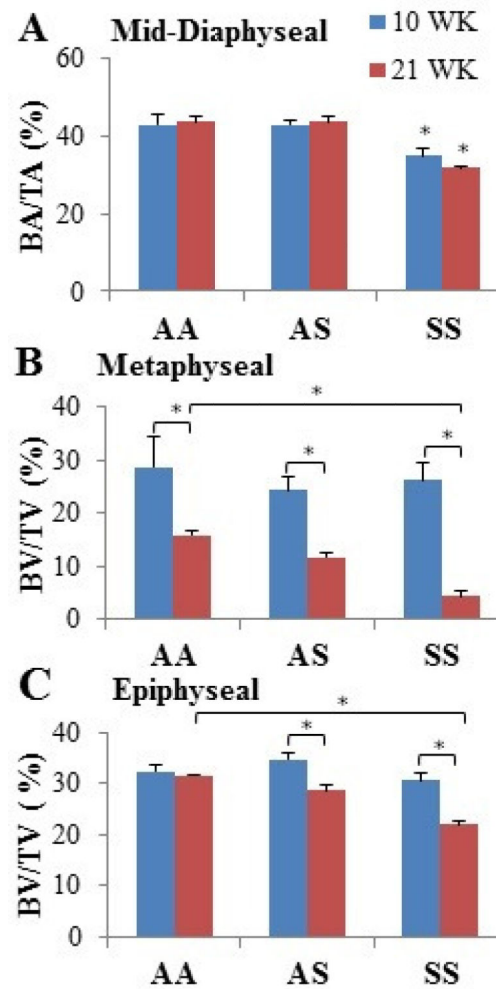 A Mid-Diaphyseal
10 WK
21 WK
BA/TA (%)
60
40
20
0
* *
AA AS SS
B Metaphyseal
BV/TV (%)
40
30
20
10
0
* * * *
AA AS SS
C Epiphyseal
BV/TV ( %)
40
30
20
10
0
* * *
AA AS SS